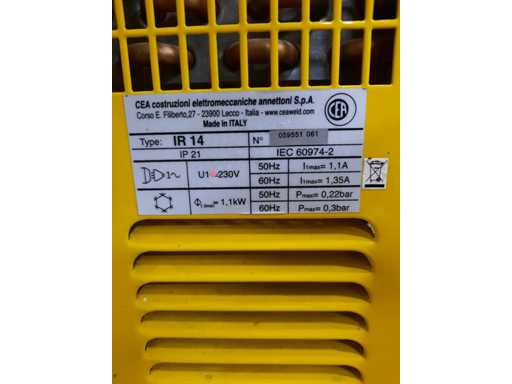 CEA costruzioni elettromeccaniche annettoni S.p.A.
Corso E. Filiberto,27 - 23900 Lecco - Italia - www.ceaweld.com
Made in ITALY
CEA
Type: IR 14 N° 059551 061
IP 21 IEC 60974-2
1~ U1 = 230V 50Hz I1max= 1,1A
60Hz I1max= 1,35A
= 1,1kW 50Hz Pmax= 0,22bar
60Hz Pmax= 0,3bar